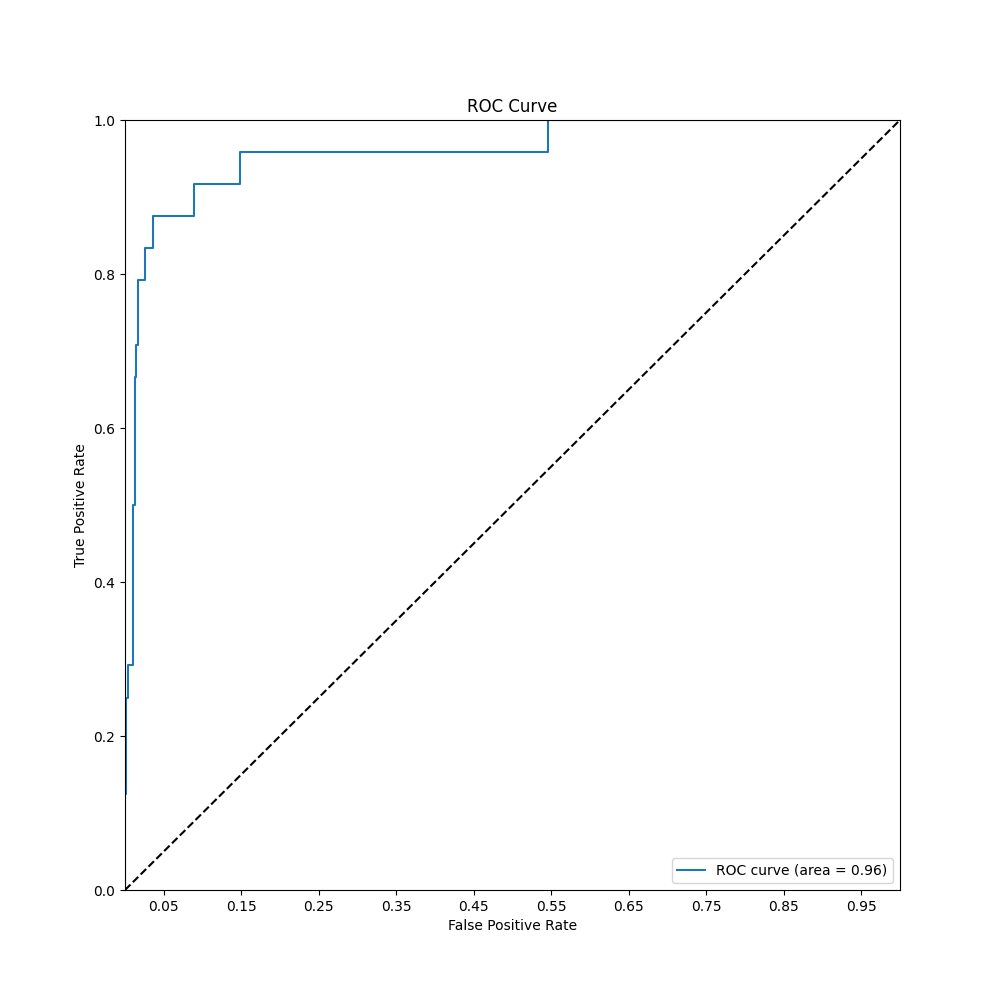 ROC Curve
1.0
0.8
0.6
0.4
0.2
0.0
True Positive Rate
ROC curve (area = 0.96)
0.05 0.15 0.25 0.35 0.45 0.55 0.65 0.75 0.85 0.95
False Positive Rate